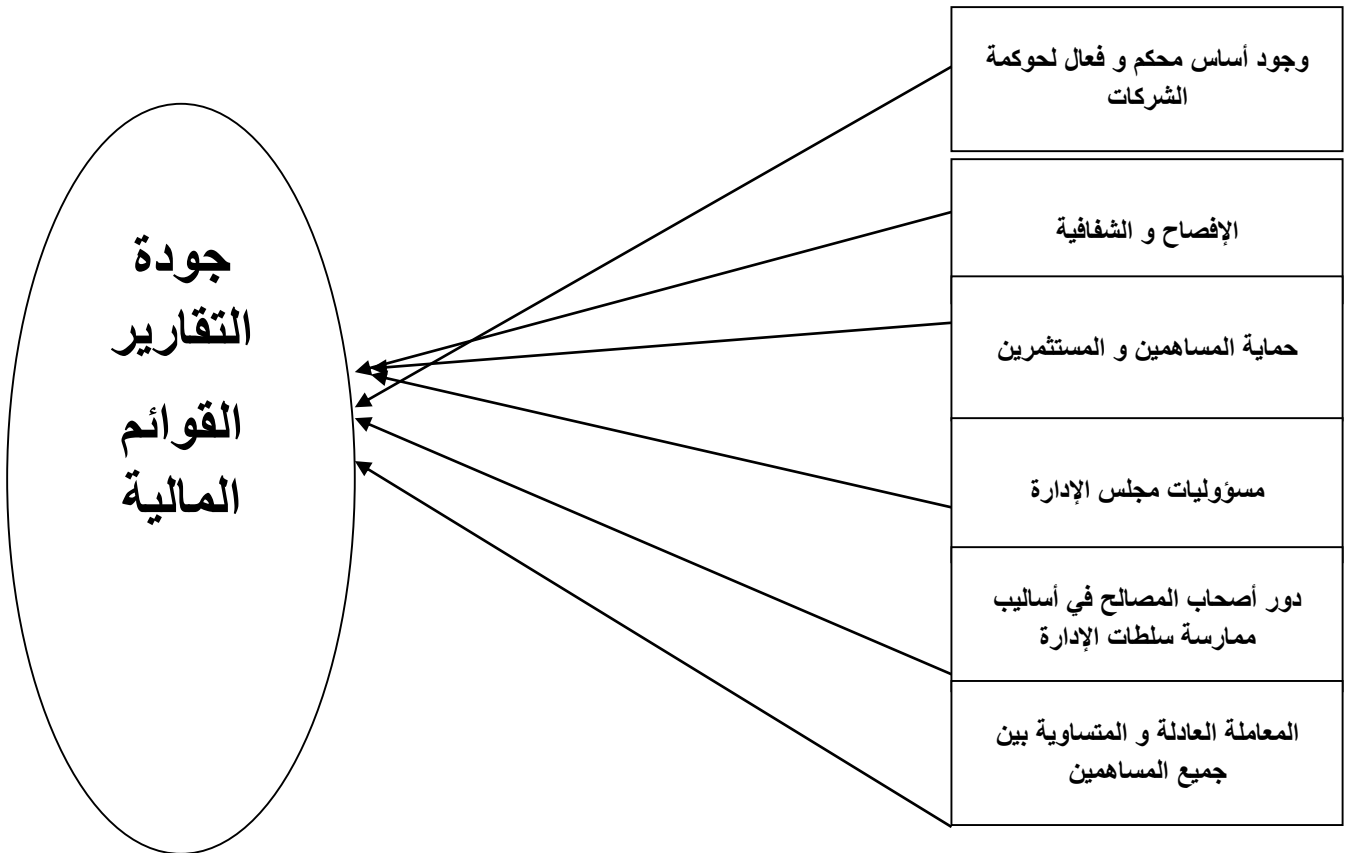 وجود أساس محكم و فعال لحوكمة
الشركات
الإفصاح و الشفافية
حماية المساهمين و المستثمرين
مسؤوليات مجلس الإدارة
دور أصحاب المصالح في أساليب
ممارسة سلطات الإدارة
المعاملة العادلة و المتساوية بين
جميع المساهمين
جودة
التقارير
القوائم
المالية